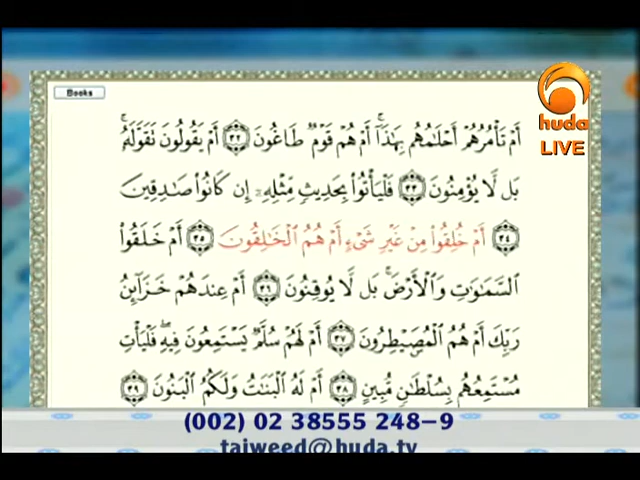 Books
huda
LIVE
أَمْ تَأْمُرُهُمْ أَحْلَٰمُهُم بِهَٰذَآ ۚ أَمْ هُمْ قَوْمٌ طَاغُونَ ٣٢ أَمْ يَقُولُونَ تَقَوَّلَهُۥ ۚ
بَل لَّا يُؤْمِنُونَ ٣٣ فَلْيَأْتُوا۟ بِحَدِيثٍ مِّثْلِهِۦٓ إِن كَانُوا۟ صَٰدِقِينَ
٣٤ أَمْ خُلِقُوا۟ مِنْ غَيْرِ شَىْءٍ أَمْ هُمُ ٱلْخَٰلِقُونَ ٣٥ أَمْ خَلَقُوا۟
ٱلسَّمَٰوَٰتِ وَٱلْأَرْضَ ۚ بَل لَّا يُوقِنُونَ ٣٦ أَمْ عِندَهُمْ خَزَآئِنُ
رَبِّكَ أَمْ هُمُ ٱلْمُصَۣيْطِرُونَ ٣٧ أَمْ لَهُمْ سُلَّمٌ يَسْتَمِعُونَ فِيهِ ۖ فَلْيَأْتِ
مُسْتَمِعُهُم بِسُلْطَٰنٍ مُّبِينٍ ٣٨ أَمْ لَهُ ٱلْبَنَٰتُ وَلَكُمُ ٱلْبَنُونَ ٣٩
(002) 02 38555 248-9
tajweed@huda.tv